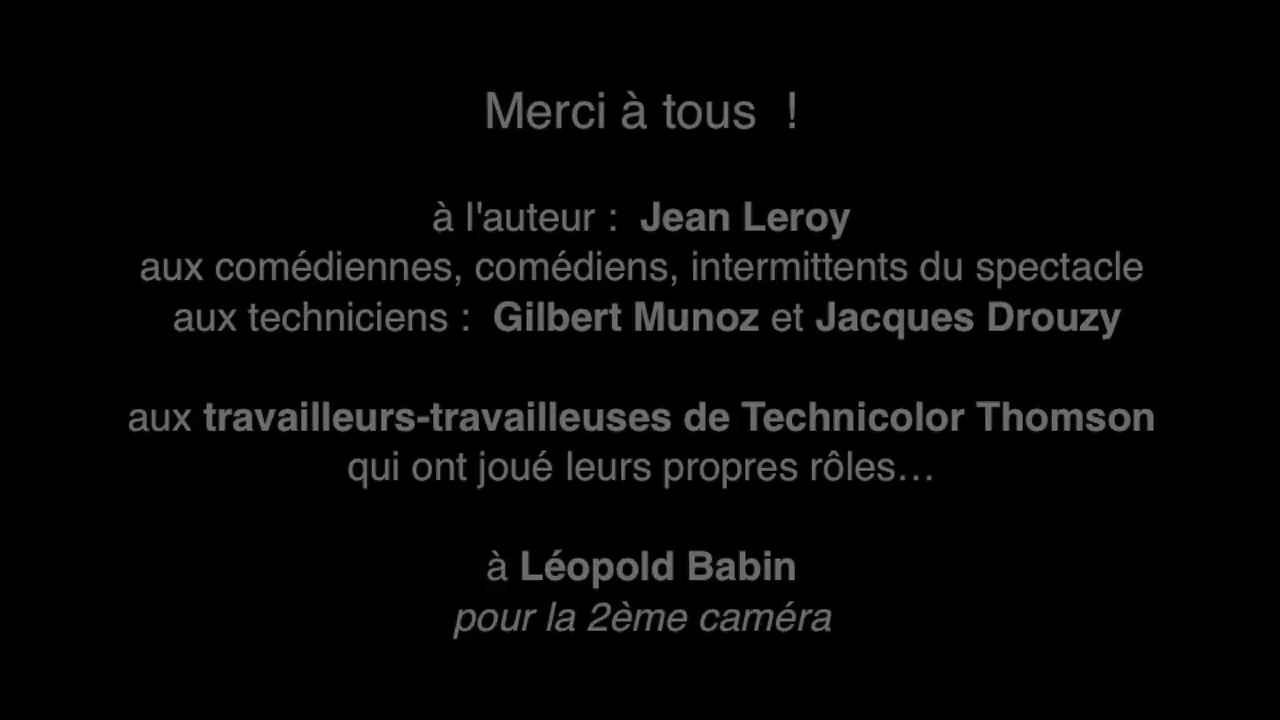 Merci à tous !
à l'auteur : Jean Leroy
aux comédiennes, comédiens, intermittents du spectacle
aux techniciens : Gilbert Munoz et Jacques Drouzy
aux travailleurs-travailleuses de Technicolor Thomson
qui ont joué leurs propres rôles…
à Léopold Babin
pour la 2ème caméra